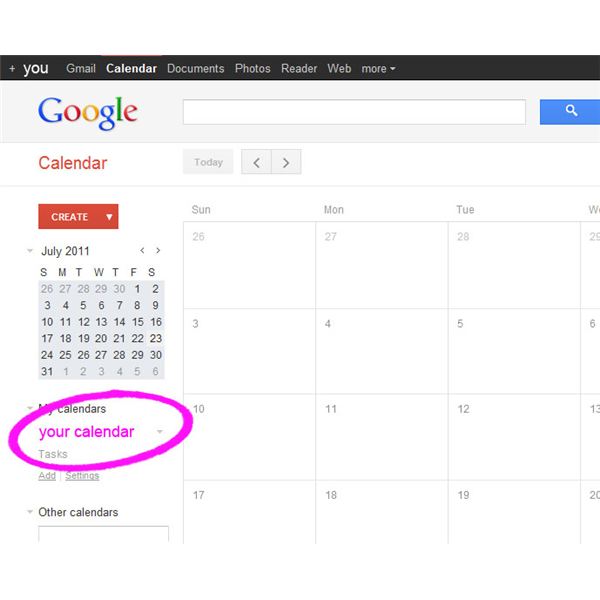 + you Gmail Calendar Documents Photos Reader Web more
Google
Calendar Today < >
CREATE
Sun Mon Tue
26 27 28 29
July 2011 < >
S M T W T F S
26 27 28 29 30 1 2
3 4 5 6 7 8 9
10 11 12 13 14 15 16
17 18 19 20 21 22 23
24 25 26 27 28 29 30
31 1 2 3 4 5 6
3 4 5 6
My calendars
your calendar
Tasks
Add Settings
Other calendars
10 11 12 13
17 18 19 20